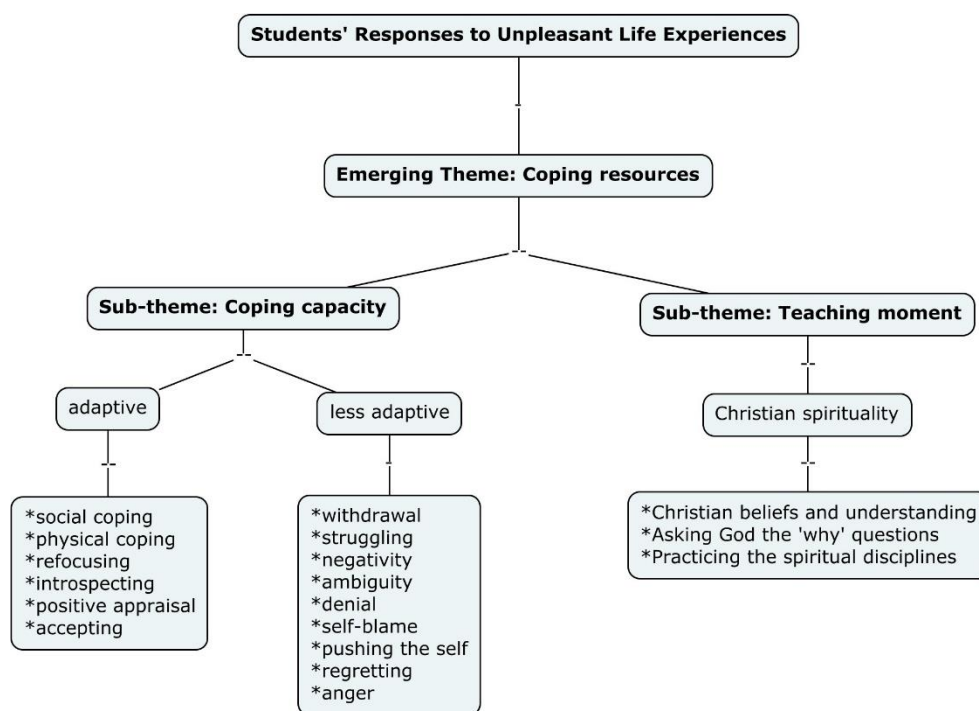 Students' Responses to Unpleasant Life Experiences
Emerging Theme: Coping resources
Sub-theme: Coping capacity
Sub-theme: Teaching moment
adaptive
less adaptive
Christian spirituality
*social coping
*physical coping
*refocusing
*introspecting
*positive appraisal
*accepting
*withdrawal
*struggling
*negativity
*ambiguity
*denial
*self-blame
*pushing the self
*regretting
*anger
*Christian beliefs and understanding
*Asking God the 'why' questions
*Practicing the spiritual disciplines